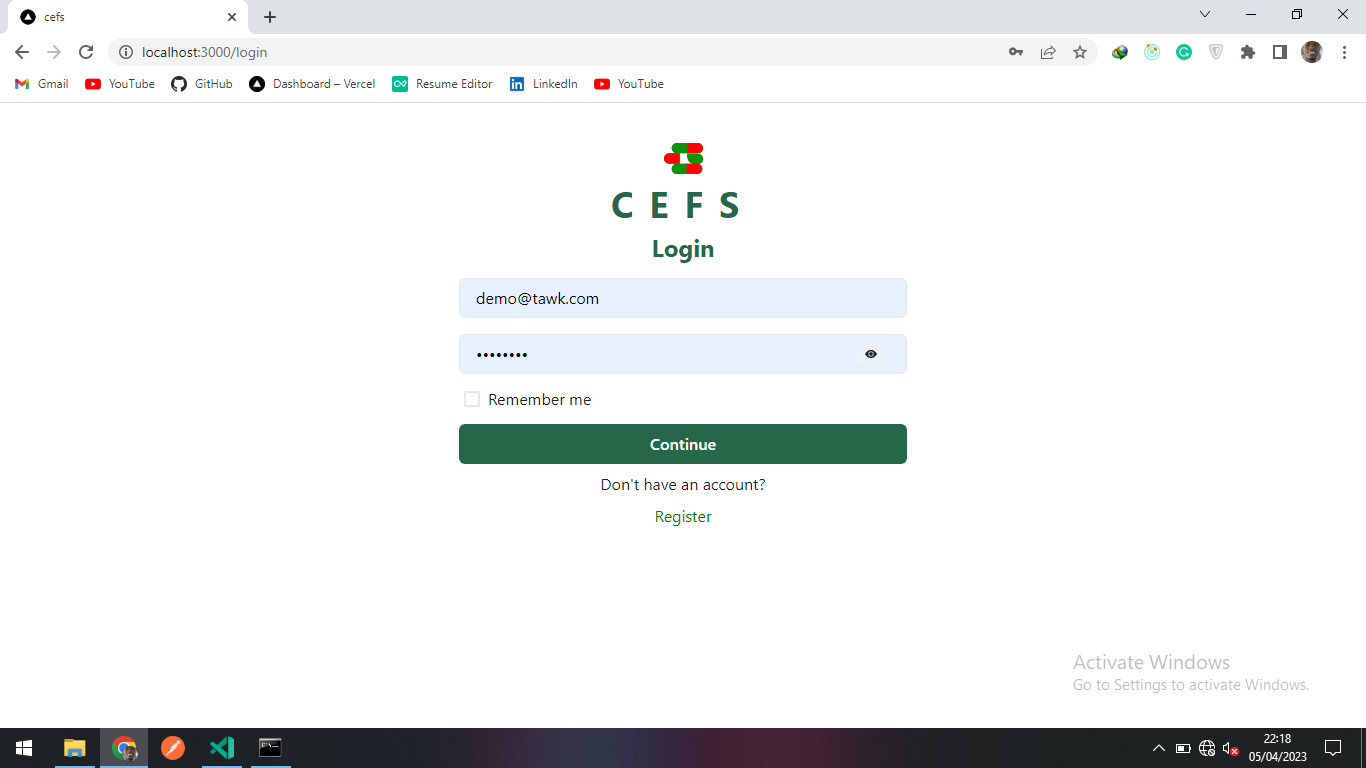 cefs
localhost:3000/login
Gmail YouTube GitHub Dashboard – Vercel Resume Editor LinkedIn YouTube
C E F S
Login
demo@tawk.com
••••••••
Remember me
Continue
Don't have an account?
Register
Activate Windows
Go to Settings to activate Windows.
22:18
05/04/2023